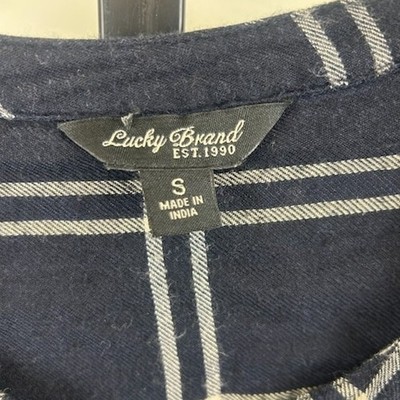 Lucky Brand
EST.1990
S
MADE IN
INDIA